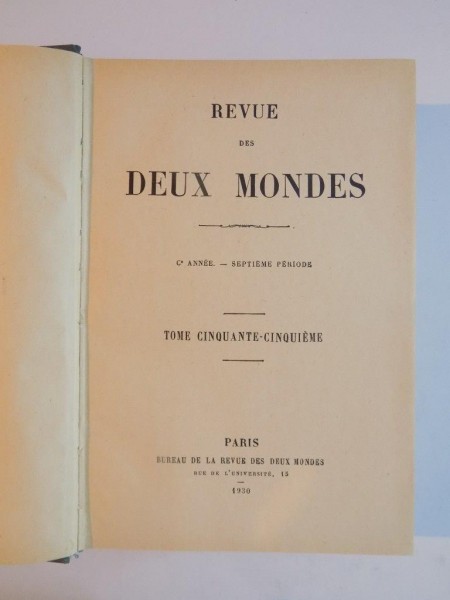 REVUE
DES
DEUX MONDES
Cᵉ ANNÉE. — SEPTIÈME PÉRIODE
TOME CINQUANTE-CINQUIÈME
PARIS
BUREAU DE LA REVUE DES DEUX MONDES
RUE DE L'UNIVERSITÉ, 15
1930